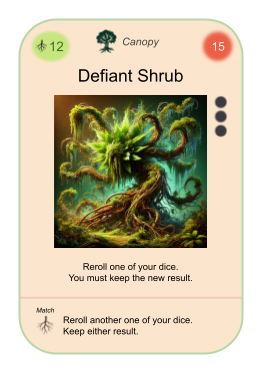 12
Canopy
15
Defiant Shrub
Reroll one of your dice.
You must keep the new result.
Match
Reroll another one of your dice.
Keep either result.